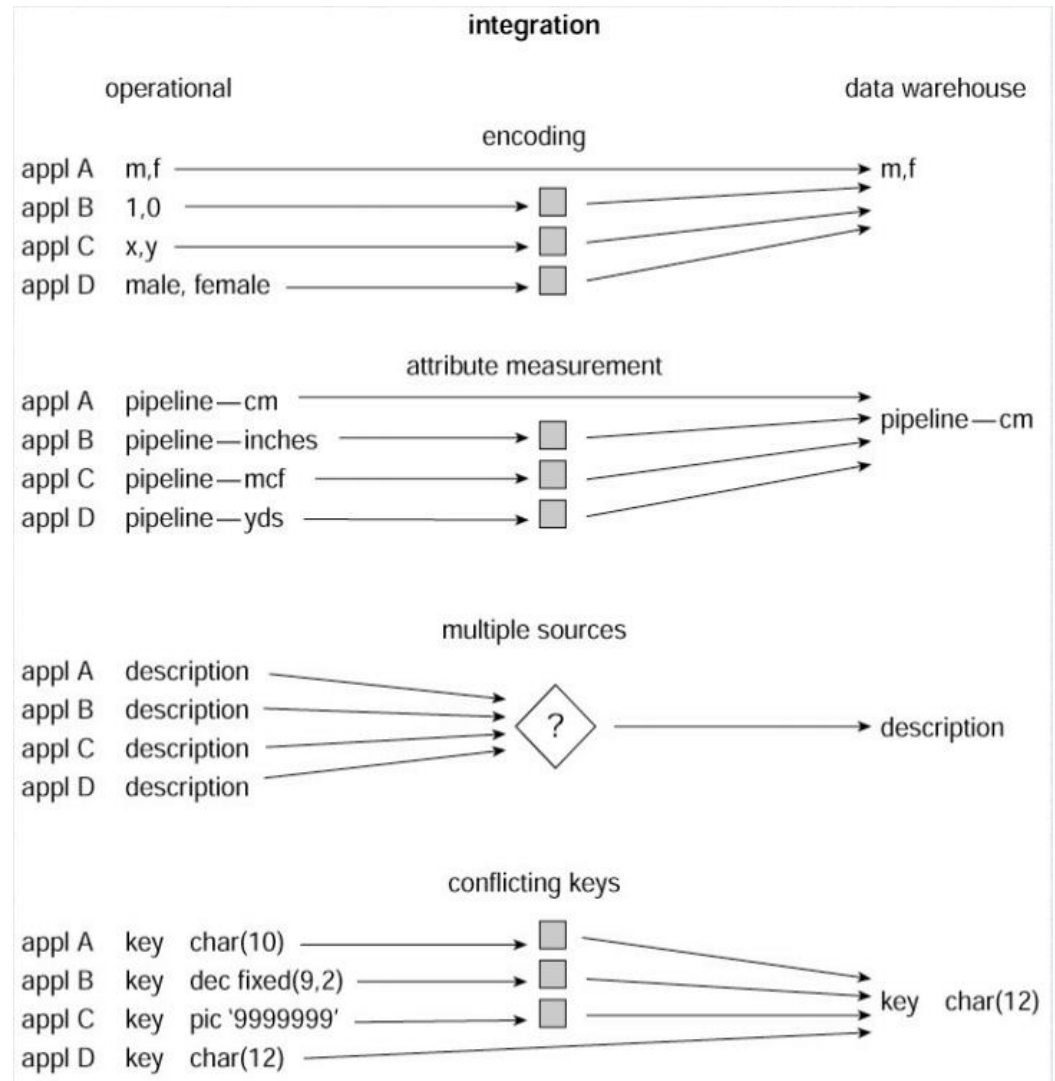 integration
operational data warehouse
encoding
appl A m,f m,f
appl B 1,0
appl C x,y
appl D male, female
attribute measurement
appl A pipeline—cm
pipeline—cm
appl B pipeline—inches
appl C pipeline—mcf
appl D pipeline—yds
multiple sources
appl A description
appl B description
? description
appl C description
appl D description
conflicting keys
appl A key char(10)
appl B key dec fixed(9,2)
key char(12)
appl C key pic '9999999'
appl D key char(12)